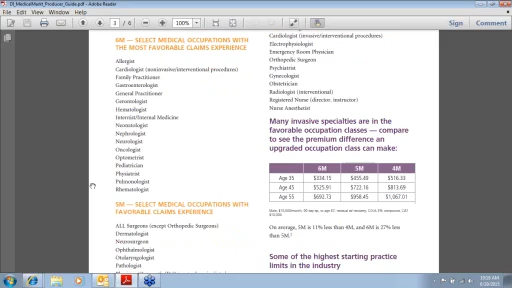 DI_MedicalMarkt_Producer_Guide.pdf - Adobe Reader
File Edit View Window Help
3 / 6
100%
Sign
Comment
6M — SELECT MEDICAL OCCUPATIONS WITH
THE MOST FAVORABLE CLAIMS EXPERIENCE
Allergist
Cardiologist (noninvasive/interventional procedures)
Family Practitioner
Gastroenterologist
General Practitioner
Gerontologist
Hematologist
Internist/Internal Medicine
Neonatologist
Nephrologist
Neurologist
Oncologist
Optometrist
Pediatrician
Physiatrist
Pulmonologist
Rheumatologist
5M — SELECT MEDICAL OCCUPATIONS WITH
FAVORABLE CLAIMS EXPERIENCE
ALL Surgeons (except Orthopedic Surgeons)
Dermatologist
Neurosurgeon
Ophthalmologist
Otolaryngologist
Pathologist
Cardiologist (invasive/interventional procedures)
Electrophysiologist
Emergency Room Physician
Orthopedic Surgeon
Psychiatrist
Gynecologist
Obstetrician
Radiologist (interventional)
Registered Nurse (director, instructor)
Nurse Anesthetist
Many invasive specialties are in the
favorable occupation classes — compare
to see the premium difference an
upgraded occupation class can make:
6M 5M 4M
Age 35 $334.15 $455.49 $516.33
Age 45 $525.91 $722.16 $813.69
Age 55 $692.73 $958.45 $1,067.01
On average, 5M is 11% less than 4M, and 6M is 27% less
than 5M.
Some of the highest starting practice
limits in the industry